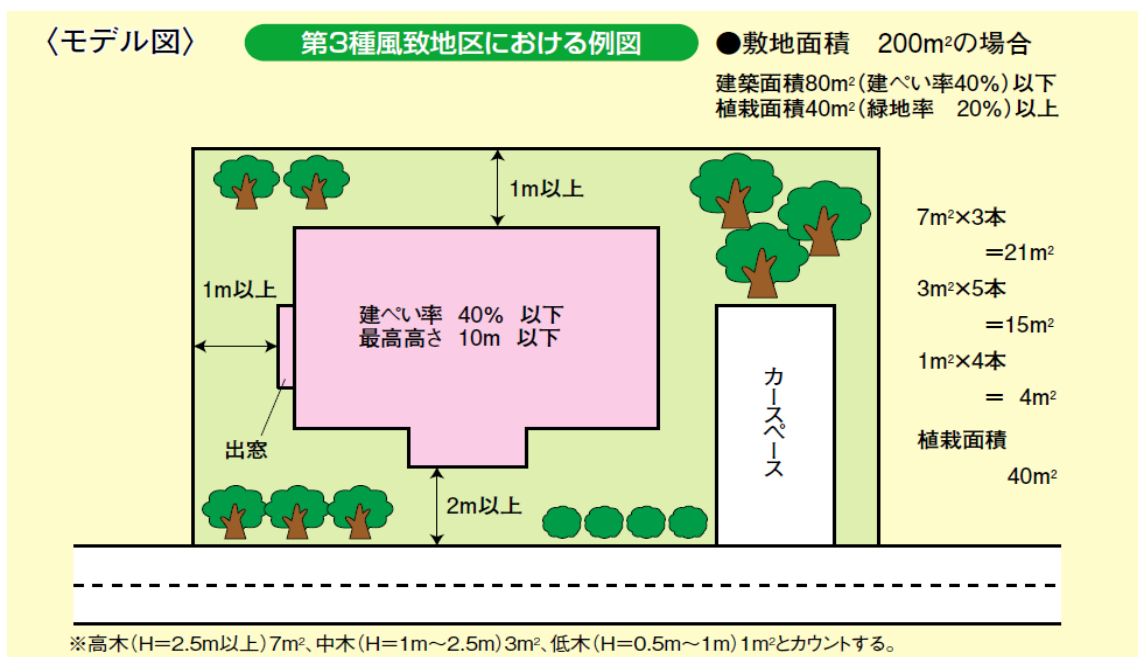 〈モデル図〉 第3種風致地区における例図 ●敷地面積　200m²の場合
建築面積80m²(建ぺい率40%)以下
植栽面積40m²(緑地率　20%)以上
1m以上
1m以上
建ぺい率 40% 以下
最高高さ 10m 以下
出窓
2m以上
カースペース
7m²×3本
=21m²
3m²×5本
=15m²
1m²×4本
= 4m²
植栽面積
40m²
※高木(H=2.5m以上)7m²、中木(H=1m〜2.5m)3m²、低木(H=0.5m〜1m)1m²とカウントする。